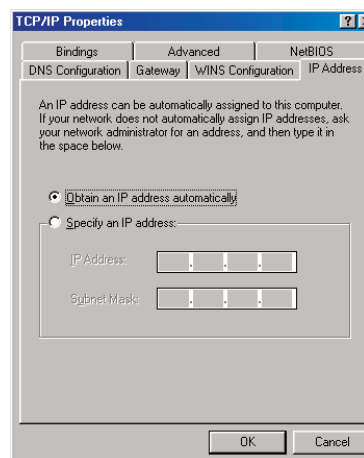 TCP/IP Properties
Bindings Advanced NetBIOS
DNS Configuration Gateway WINS Configuration IP Address
An IP address can be automatically assigned to this computer.
If your network does not automatically assign IP addresses, ask
your network administrator for an address, and then type it in
the space below.
Obtain an IP address automatically
Specify an IP address:
IP Address:
Subnet Mask:
OK Cancel